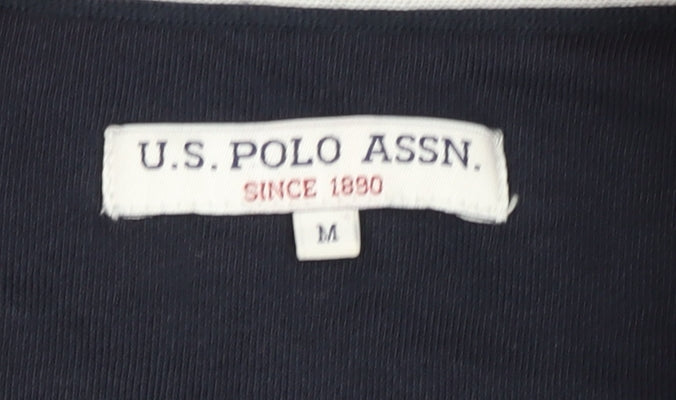 U.S. POLO ASSN.
SINCE 1890
M